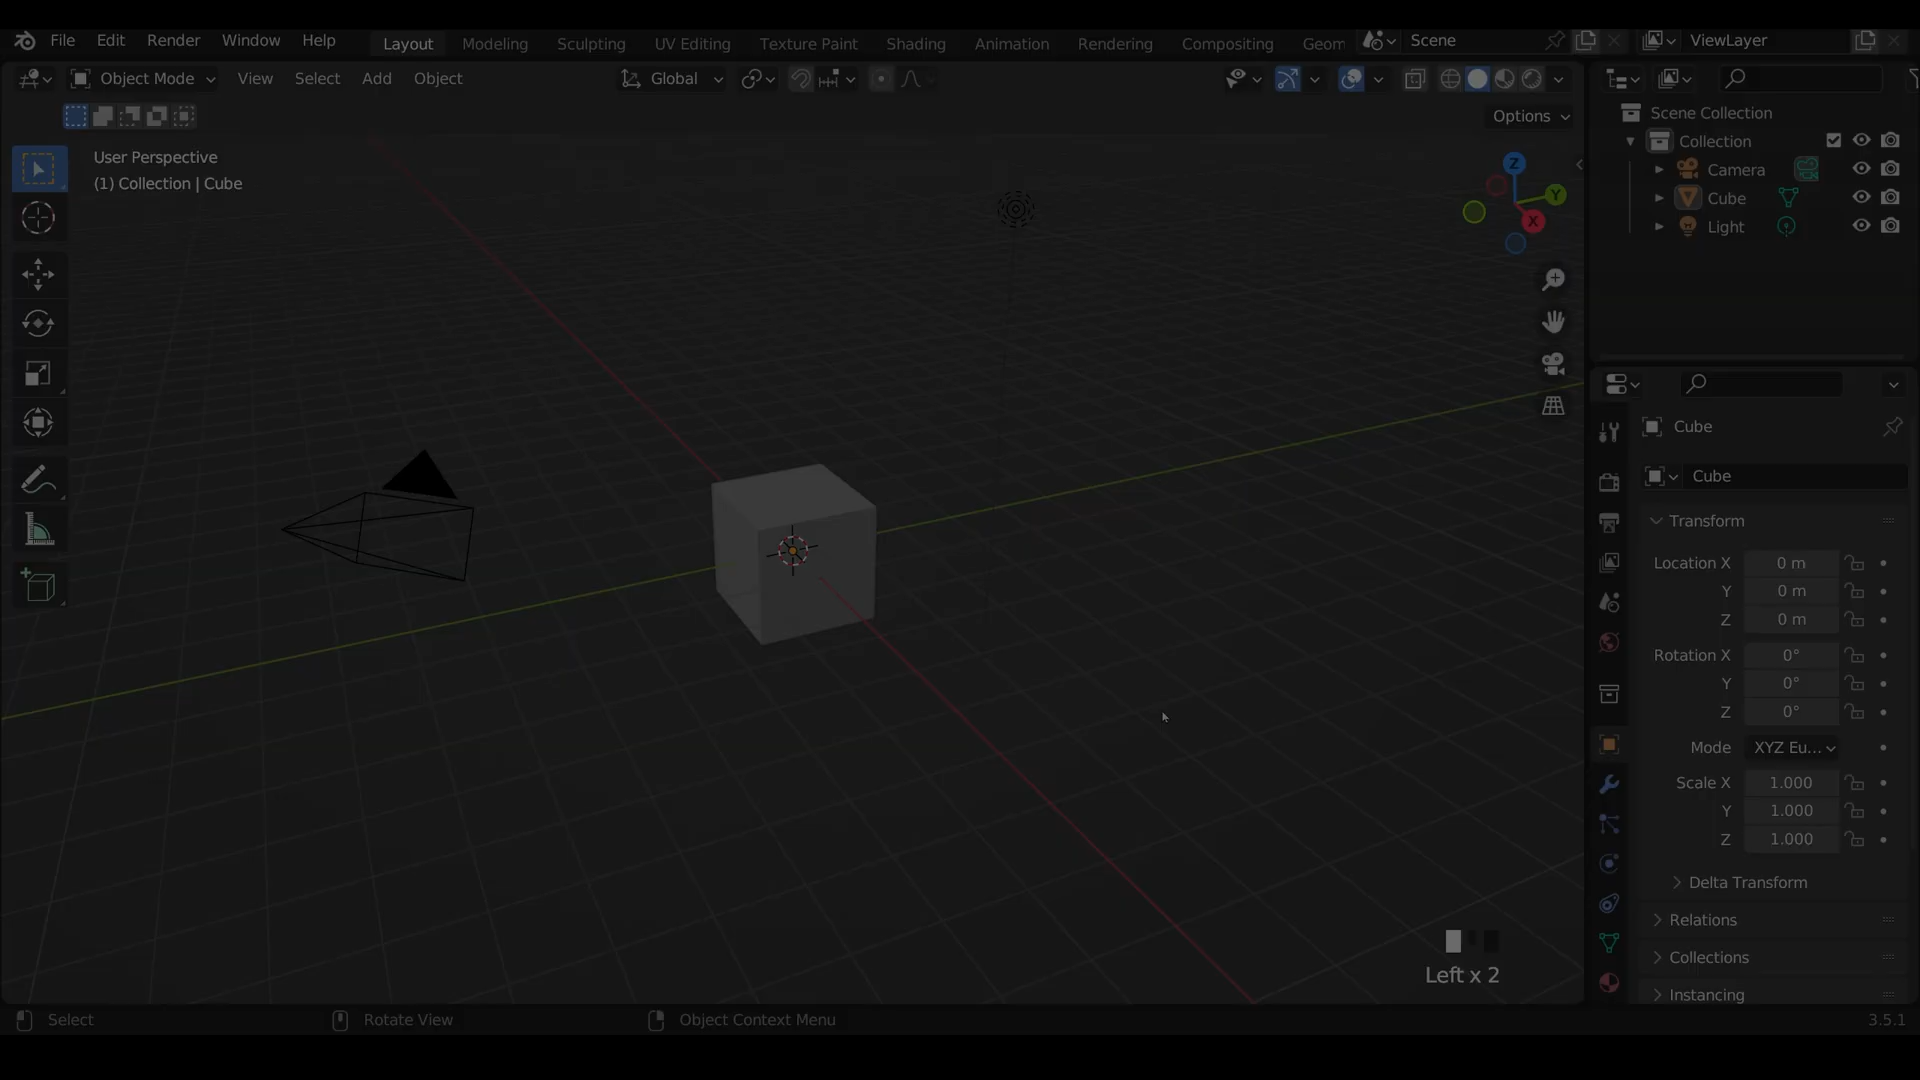 File Edit Render Window Help Layout Modeling Sculpting UV Editing Texture Paint Shading Animation Rendering Compositing Geom Scene ViewLayer
Object Mode View Select Add Object Global
Options
User Perspective
(1) Collection | Cube
Z
Y
X
Scene Collection
Collection
Camera
Cube
Light
Cube
Cube
Transform
Location X 0 m
Y 0 m
Z 0 m
Rotation X 0°
Y 0°
Z 0°
Mode XYZ Eu...
Scale X 1.000
Y 1.000
Z 1.000
Delta Transform
Relations
Collections
Instancing
Left x 2
Select Rotate View Object Context Menu 3.5.1